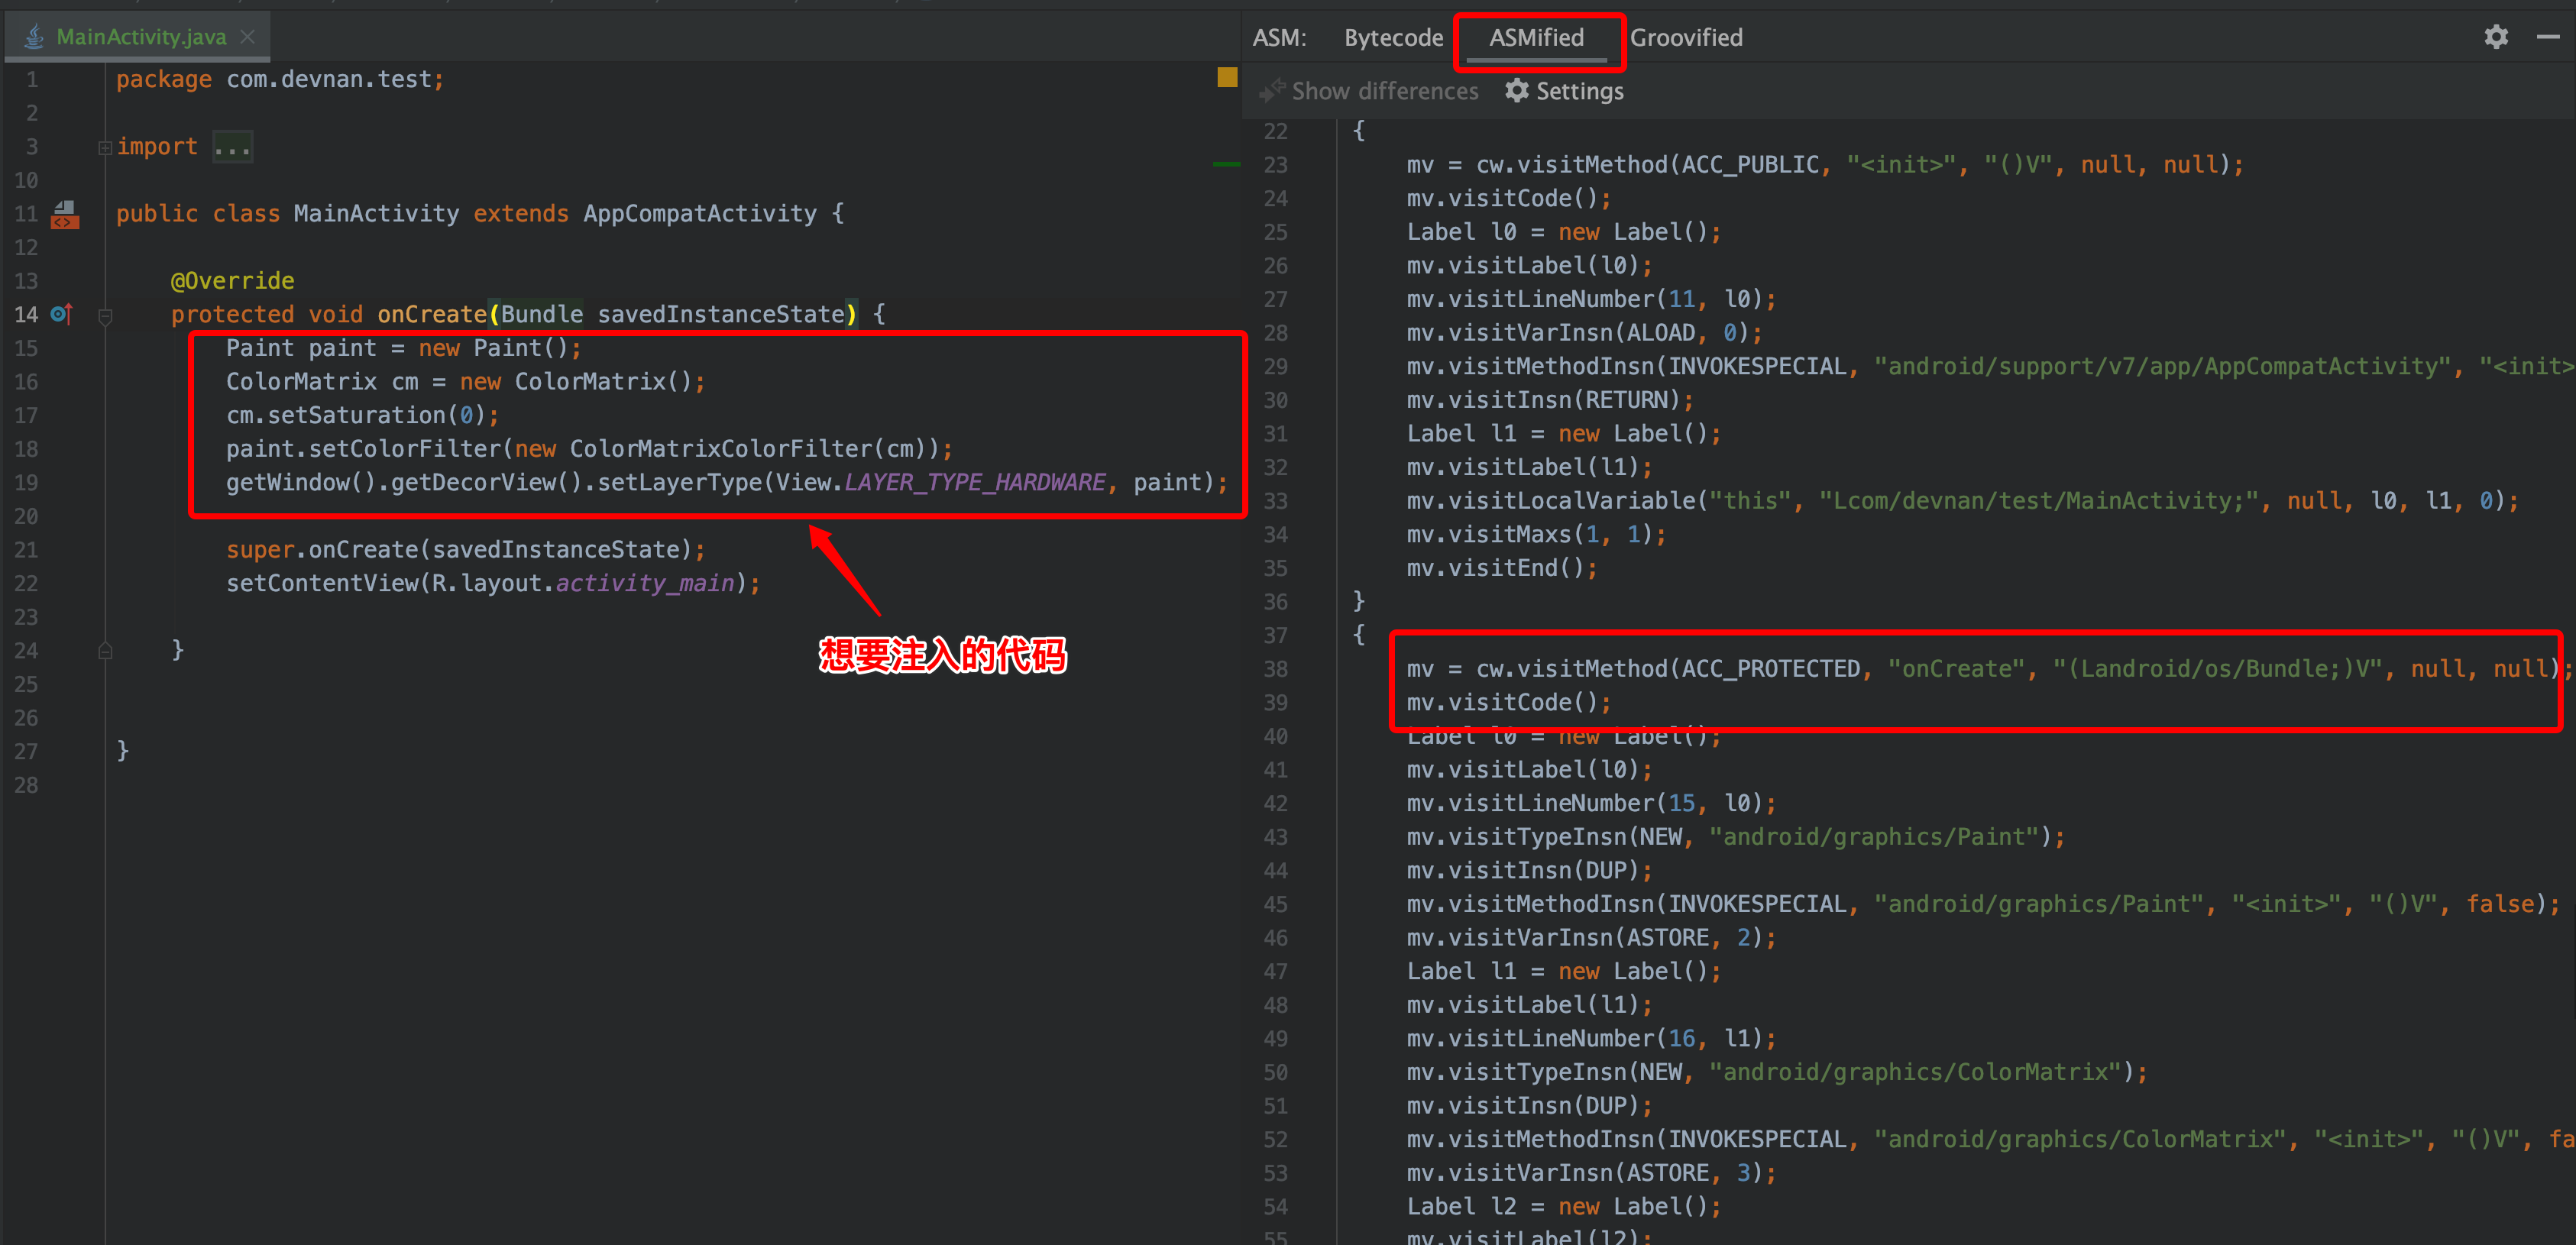 MainActivity.java
1 package com.devnan.test;
2
3 import ...
10
11 public class MainActivity extends AppCompatActivity {
12
13 @Override
14 protected void onCreate(Bundle savedInstanceState) {
15 Paint paint = new Paint();
16 ColorMatrix cm = new ColorMatrix();
17 cm.setSaturation(0);
18 paint.setColorFilter(new ColorMatrixColorFilter(cm));
19 getWindow().getDecorView().setLayerType(View.LAYER_TYPE_HARDWARE, paint);
20
21 super.onCreate(savedInstanceState);
22 setContentView(R.layout.activity_main);
23
24 }
25
26
27 }
28
想要注入的代码
ASM: Bytecode ASMified Groovified
Show differences Settings
22 {
23 mv = cw.visitMethod(ACC_PUBLIC, "<init>", "()V", null, null);
24 mv.visitCode();
25 Label l0 = new Label();
26 mv.visitLabel(l0);
27 mv.visitLineNumber(11, l0);
28 mv.visitVarInsn(ALOAD, 0);
29 mv.visitMethodInsn(INVOKESPECIAL, "android/support/v7/app/AppCompatActivity", "<init>
30 mv.visitInsn(RETURN);
31 Label l1 = new Label();
32 mv.visitLabel(l1);
33 mv.visitLocalVariable("this", "Lcom/devnan/test/MainActivity;", null, l0, l1, 0);
34 mv.visitMaxs(1, 1);
35 mv.visitEnd();
36 }
37 {
38 mv = cw.visitMethod(ACC_PROTECTED, "onCreate", "(Landroid/os/Bundle;)V", null, null);
39 mv.visitCode();
40 Label l0 = new Label();
41 mv.visitLabel(l0);
42 mv.visitLineNumber(15, l0);
43 mv.visitTypeInsn(NEW, "android/graphics/Paint");
44 mv.visitInsn(DUP);
45 mv.visitMethodInsn(INVOKESPECIAL, "android/graphics/Paint", "<init>", "()V", false);
46 mv.visitVarInsn(ASTORE, 2);
47 Label l1 = new Label();
48 mv.visitLabel(l1);
49 mv.visitLineNumber(16, l1);
50 mv.visitTypeInsn(NEW, "android/graphics/ColorMatrix");
51 mv.visitInsn(DUP);
52 mv.visitMethodInsn(INVOKESPECIAL, "android/graphics/ColorMatrix", "<init>", "()V", fa
53 mv.visitVarInsn(ASTORE, 3);
54 Label l2 = new Label();
55 mv.visitLabel(l2);